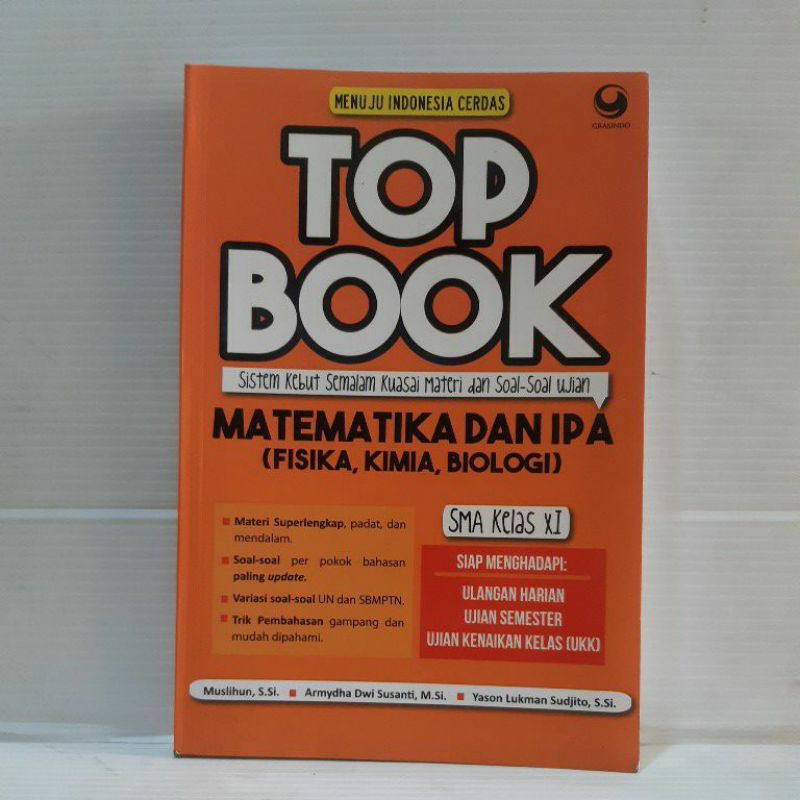 MENUJU INDONESIA CERDAS
GRASINDO
TOP
BOOK
Sistem Kebut Semalam Kuasai Materi dan Soal-Soal Ujian
MATEMATIKA DAN IPA
(FISIKA, KIMIA, BIOLOGI)
Materi Superlengkap, padat, dan
mendalam.
Soal-soal per pokok bahasan
paling update.
Variasi soal-soal UN dan SBMPTN.
Trik Pembahasan gampang dan
mudah dipahami.
SMA Kelas XI
SIAP MENGHADAPI:
ULANGAN HARIAN
UJIAN SEMESTER
UJIAN KENAIKAN KELAS (UKK)
Muslihun, S.Si. ■ Armydha Dwi Susanti, M.Si. ■ Yason Lukman Sudjito, S.Si.